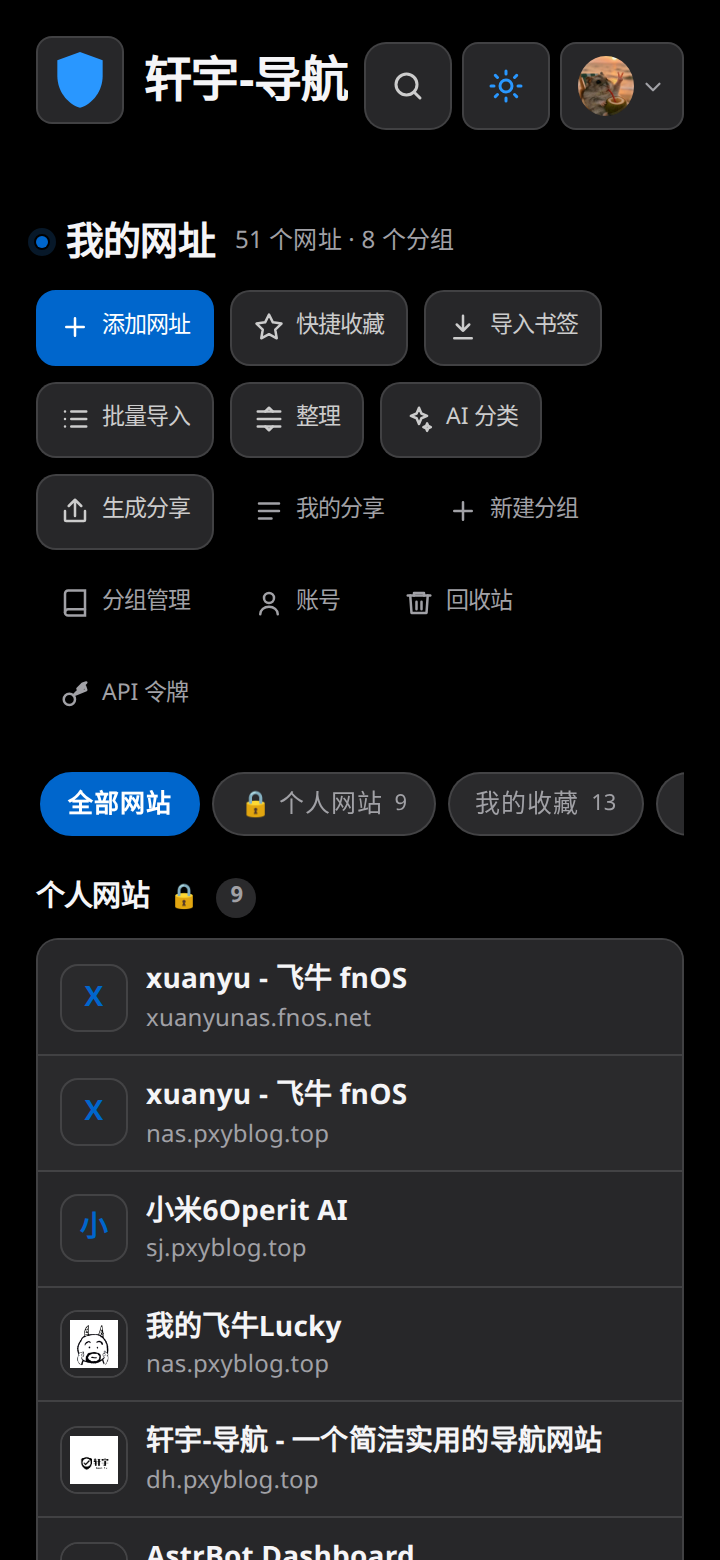 轩宇-导航
我的网址 51 个网址 · 8 个分组
添加网址 快捷收藏 导入书签
批量导入 整理 AI 分类
生成分享 我的分享 新建分组
分组管理 账号 回收站
API 令牌
全部网站 🔒 个人网站 9 我的收藏 13
个人网站 🔒 9
X xuanyu - 飞牛 fnOS
xuanyunas.fnos.net
X xuanyu - 飞牛 fnOS
nas.pxyblog.top
小 小米6Operit AI
sj.pxyblog.top
我的飞牛Lucky
nas.pxyblog.top
轩宇 轩宇-导航 - 一个简洁实用的导航网站
dh.pxyblog.top
AstrBot Dashboard